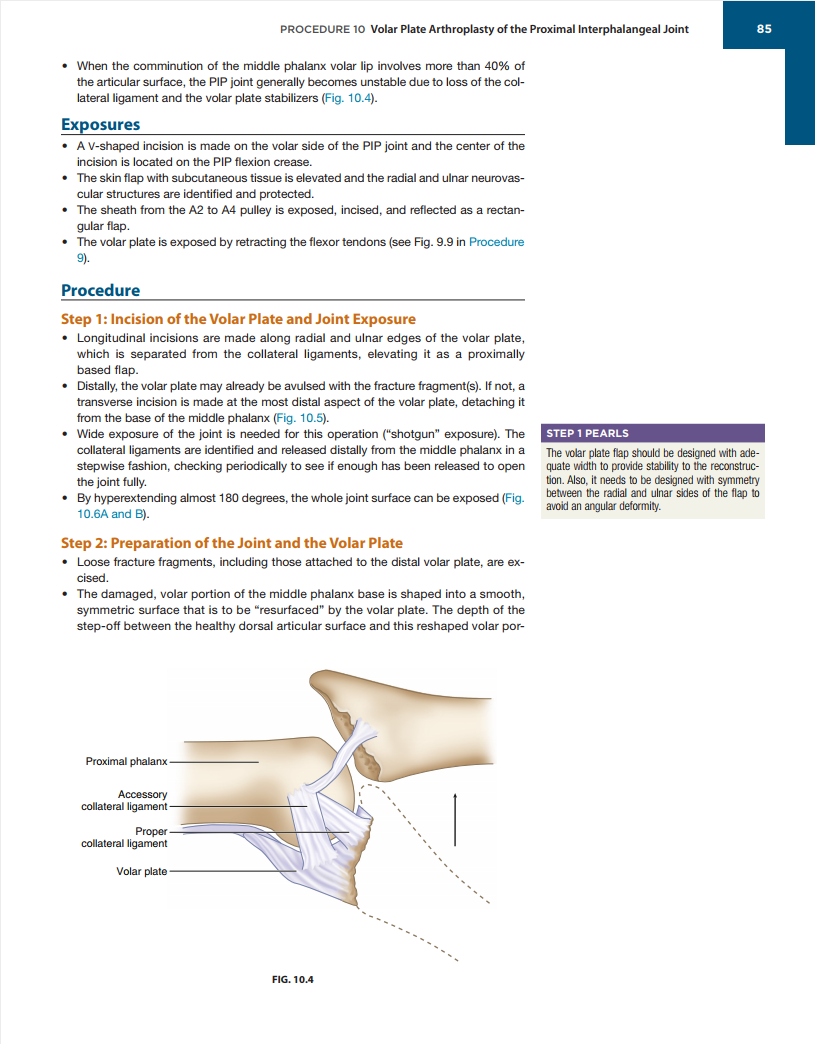 PROCEDURE 10 Volar Plate Arthroplasty of the Proximal Interphalangeal Joint
85
• When the comminution of the middle phalanx volar lip involves more than 40% of
the articular surface, the PIP joint generally becomes unstable due to loss of the col-
lateral ligament and the volar plate stabilizers (Fig. 10.4).
Exposures
• A V-shaped incision is made on the volar side of the PIP joint and the center of the
incision is located on the PIP flexion crease.
• The skin flap with subcutaneous tissue is elevated and the radial and ulnar neurovas-
cular structures are identified and protected.
• The sheath from the A2 to A4 pulley is exposed, incised, and reflected as a rectan-
gular flap.
• The volar plate is exposed by retracting the flexor tendons (see Fig. 9.9 in Procedure
9).
Procedure
Step 1: Incision of the Volar Plate and Joint Exposure
• Longitudinal incisions are made along radial and ulnar edges of the volar plate,
which is separated from the collateral ligaments, elevating it as a proximally
based flap.
• Distally, the volar plate may already be avulsed with the fracture fragment(s). If not, a
transverse incision is made at the most distal aspect of the volar plate, detaching it
from the base of the middle phalanx (Fig. 10.5).
• Wide exposure of the joint is needed for this operation (“shotgun” exposure). The
collateral ligaments are identified and released distally from the middle phalanx in a
stepwise fashion, checking periodically to see if enough has been released to open
the joint fully.
• By hyperextending almost 180 degrees, the whole joint surface can be exposed (Fig.
10.6A and B).
STEP 1 PEARLS
The volar plate flap should be designed with ade-
quate width to provide stability to the reconstruc-
tion. Also, it needs to be designed with symmetry
between the radial and ulnar sides of the flap to
avoid an angular deformity.
Step 2: Preparation of the Joint and the Volar Plate
• Loose fracture fragments, including those attached to the distal volar plate, are ex-
cised.
• The damaged, volar portion of the middle phalanx base is shaped into a smooth,
symmetric surface that is to be “resurfaced” by the volar plate. The depth of the
step-off between the healthy dorsal articular surface and this reshaped volar por-
Proximal phalanx
Accessory
collateral ligament
Proper
collateral ligament
Volar plate
FIG. 10.4